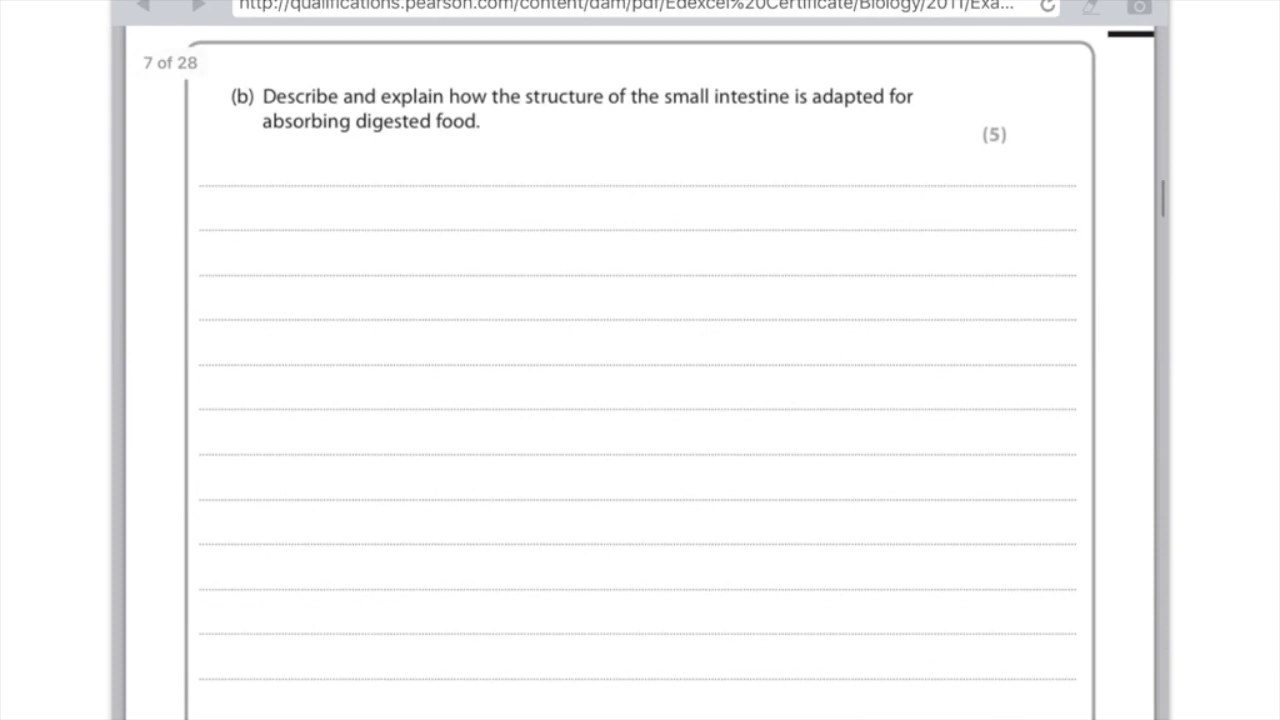 http://qualifications.pearson.com/content/dam/pdf/Edexcel%20Certificate/Biology/2011/Exa...
7 of 28
(b) Describe and explain how the structure of the small intestine is adapted for
absorbing digested food.
(5)